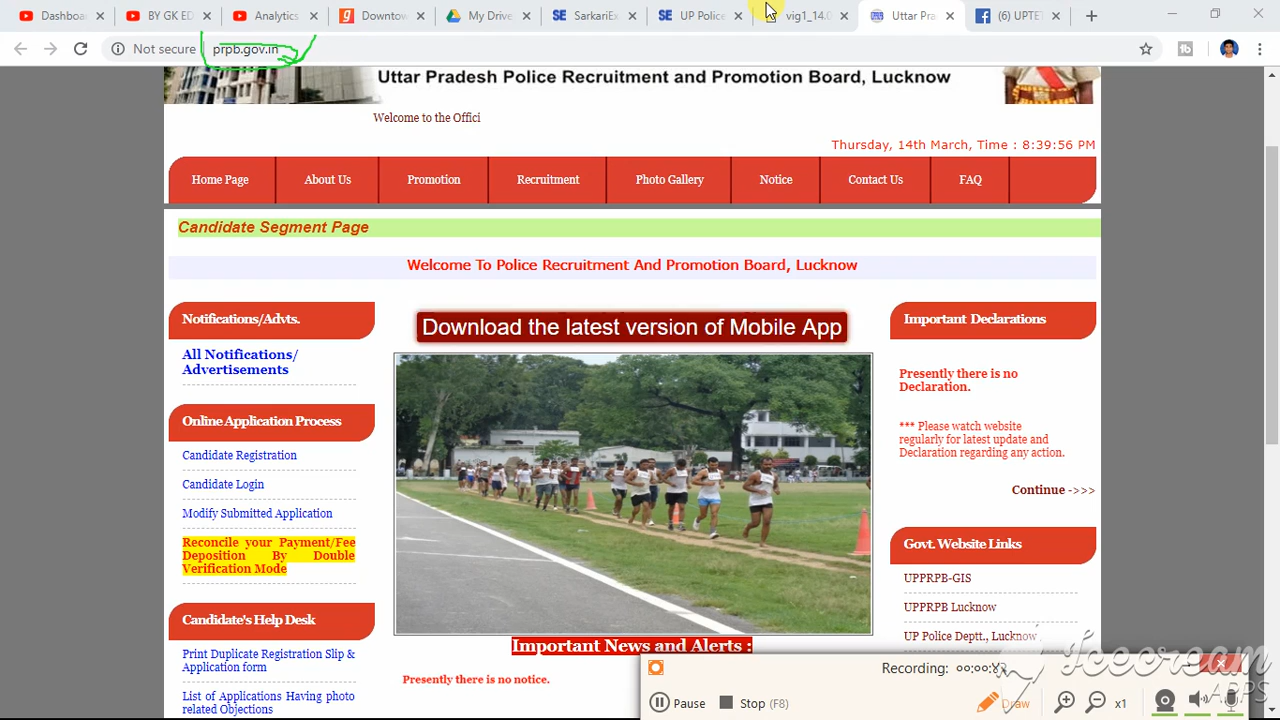 Dashboa
BY GK ED
Analytics
Downtow
My Drive
SarkariEx
UP Police
vig1_14.
Uttar Pra
(6) UPTET
Not secure
prpb.gov.in
Uttar Pradesh Police Recruitment and Promotion Board, Lucknow
Welcome to the Offici
Thursday, 14th March, Time : 8:39:56 PM
Home Page
About Us
Promotion
Recruitment
Photo Gallery
Notice
Contact Us
FAQ
Candidate Segment Page
Welcome To Police Recruitment And Promotion Board, Lucknow
Notifications/Advts.
All Notifications/
Advertisements
Online Application Process
Candidate Registration
Candidate Login
Modify Submitted Application
Reconcile your Payment/Fee
Deposition By Double
Verification Mode
Candidate's Help Desk
Print Duplicate Registration Slip &
Application form
List of Applications Having photo
related Objections
Download the latest version of Mobile App
Important News and Alerts :
Presently there is no notice.
Important Declarations
Presently there is no
Declaration.
*** Please watch website
regularly for latest update and
Declaration regarding any action.
Continue ->>>
Govt. Website Links
UPPRPB-GIS
UPPRPB Lucknow
UP Police Deptt., Lucknow
Recording:
Pause
Stop (F8)
Draw
x1
Icecream
APPS